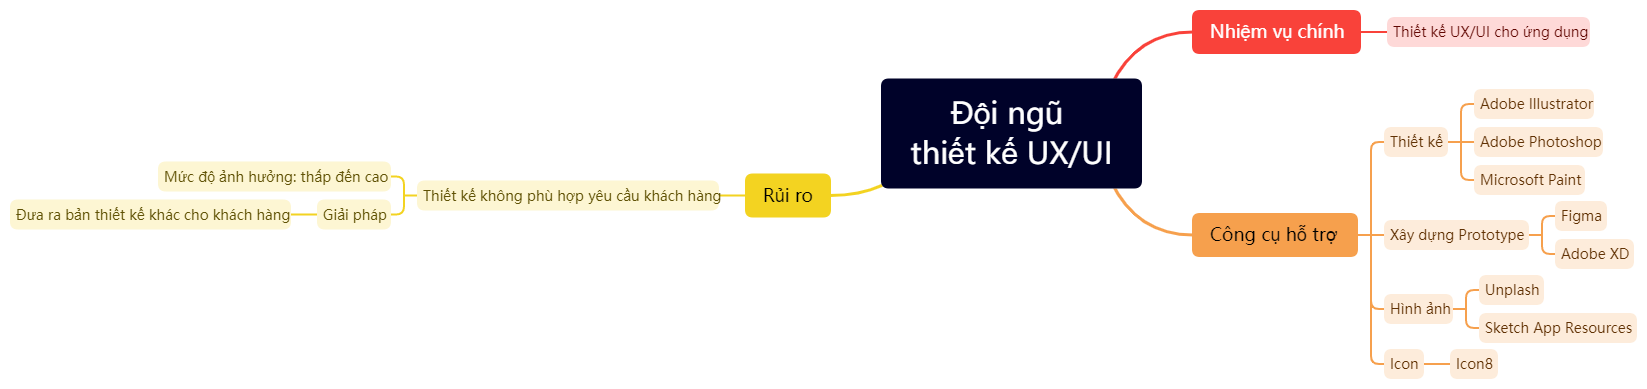 Đội ngũ
thiết kế UX/UI
Nhiệm vụ chính
Thiết kế UX/UI cho ứng dụng
Công cụ hỗ trợ
Thiết kế
Adobe Illustrator
Adobe Photoshop
Microsoft Paint
Xây dựng Prototype
Figma
Adobe XD
Hình ảnh
Unplash
Sketch App Resources
Icon
Icon8
Rủi ro
Thiết kế không phù hợp yêu cầu khách hàng
Mức độ ảnh hưởng: thấp đến cao
Giải pháp
Đưa ra bản thiết kế khác cho khách hàng